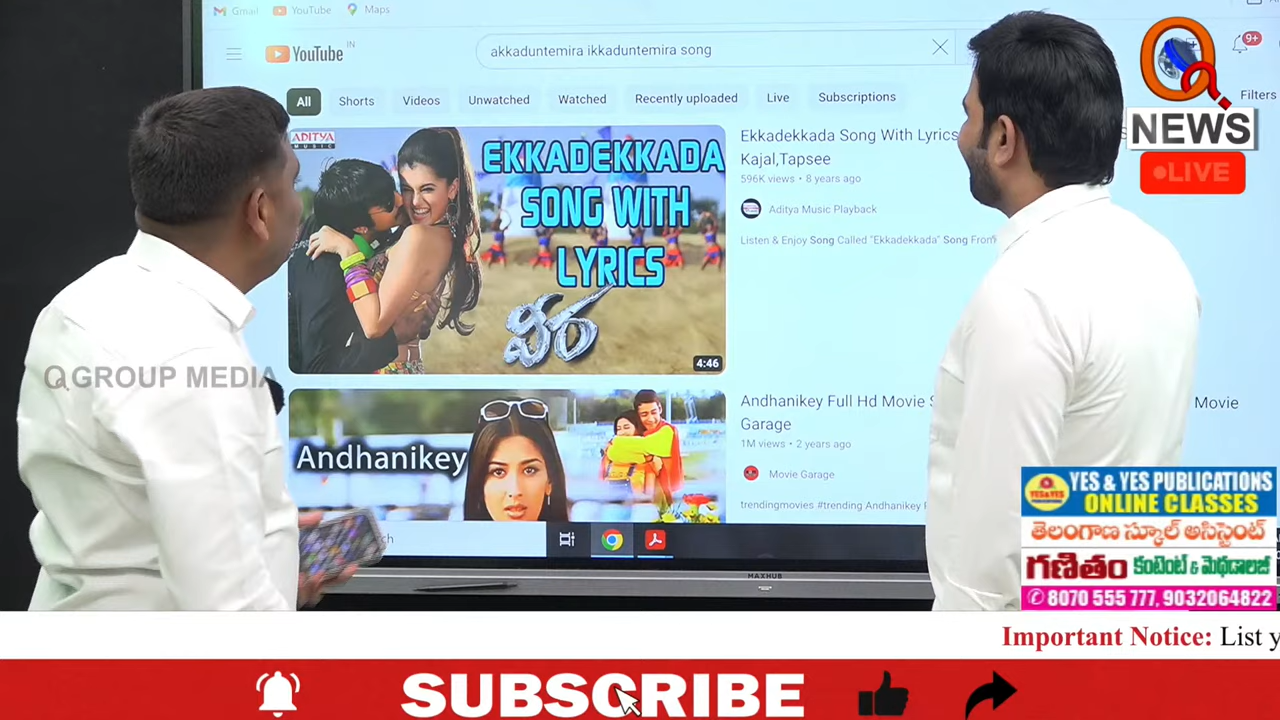 Gmail
YouTube
Maps
YouTube IN
akkaduntemira ikkaduntemira song
9+
Filters
All
Shorts
Videos
Unwatched
Watched
Recently uploaded
Live
Subscriptions
Q NEWS
LIVE
ADITYA
MUSIC
EKKADEKKADA
SONG WITH
LYRICS
వీర
4:46
Ekkadekkada Song With Lyrics
Kajal,Tapsee
596K views • 8 years ago
Aditya Music Playback
Listen & Enjoy Song Called "Ekkadekkada" Song From
Q GROUP MEDIA
Andhanikey
Andhanikey Full Hd Movie
Movie
Garage
1M views • 2 years ago
Movie Garage
trendingmovies #trending Andhanikey
MAXHUB
YES & YES PUBLICATIONS
ONLINE CLASSES
తెలంగాణ స్కూల్ అసిస్టెంట్
గణితం కంటెంట్ & మెథడాలజీ
8070 555 777, 9032064822
Important Notice: List
SUBSCRIBE